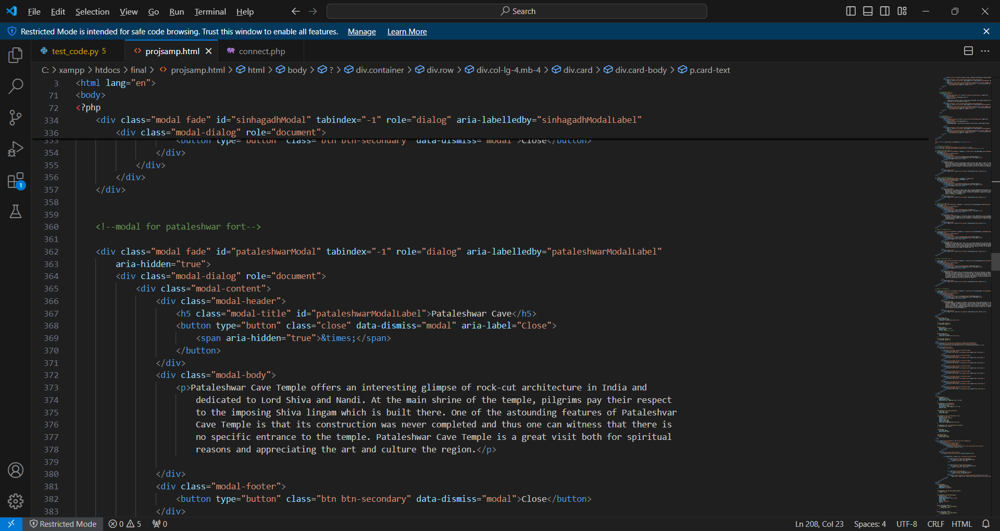 File Edit Selection View Go Run Terminal Help
Search
Restricted Mode is intended for safe code browsing. Trust this window to enable all features. Manage Learn More
test_code.py 5
projsamp.html
connect.php
C: > xampp > htdocs > final > projsamp.html > html > body > ? > div.container > div.row > div.col-lg-4.mb-4 > div.card > div.card-body > p.card-text
3 <html lang="en">
71 <body>
72 <?php
334 <div class="modal fade" id="sinhagadhModal" tabindex="-1" role="dialog" aria-labelledby="sinhagadhModalLabel"
336 <div class="modal-dialog" role="document">
353 <button type="button" class="btn btn-secondary" data-dismiss="modal">Close</button>
354 </div>
355 </div>
356 </div>
357 </div>
358
359
360 <!--modal for pataleshwar fort-->
361
362 <div class="modal fade" id="pataleshwarModal" tabindex="-1" role="dialog" aria-labelledby="pataleshwarModalLabel"
363 aria-hidden="true">
364 <div class="modal-dialog" role="document">
365 <div class="modal-content">
366 <div class="modal-header">
367 <h5 class="modal-title" id="pataleshwarModalLabel">Pataleshwar Cave</h5>
368 <button type="button" class="close" data-dismiss="modal" aria-label="Close">
369 <span aria-hidden="true">&times;</span>
370 </button>
371 </div>
372 <div class="modal-body">
373 <p>Pataleshwar Cave Temple offers an interesting glimpse of rock-cut architecture in India and
374 dedicated to Lord Shiva and Nandi. At the main shrine of the temple, pilgrims pay their respect
375 to the imposing Shiva lingam which is built there. One of the astounding features of Pataleshvar
376 Cave Temple is that its construction was never completed and thus one can witness that there is
377 no specific entrance to the temple. Pataleshwar Cave Temple is a great visit both for spiritual
378 reasons and appreciating the art and culture the region.</p>
379
380 </div>
381 <div class="modal-footer">
382 <button type="button" class="btn btn-secondary" data-dismiss="modal">Close</button>
383 </div>
1
Restricted Mode 0 5 0 Ln 208, Col 23 Spaces: 4 UTF-8 CRLF HTML